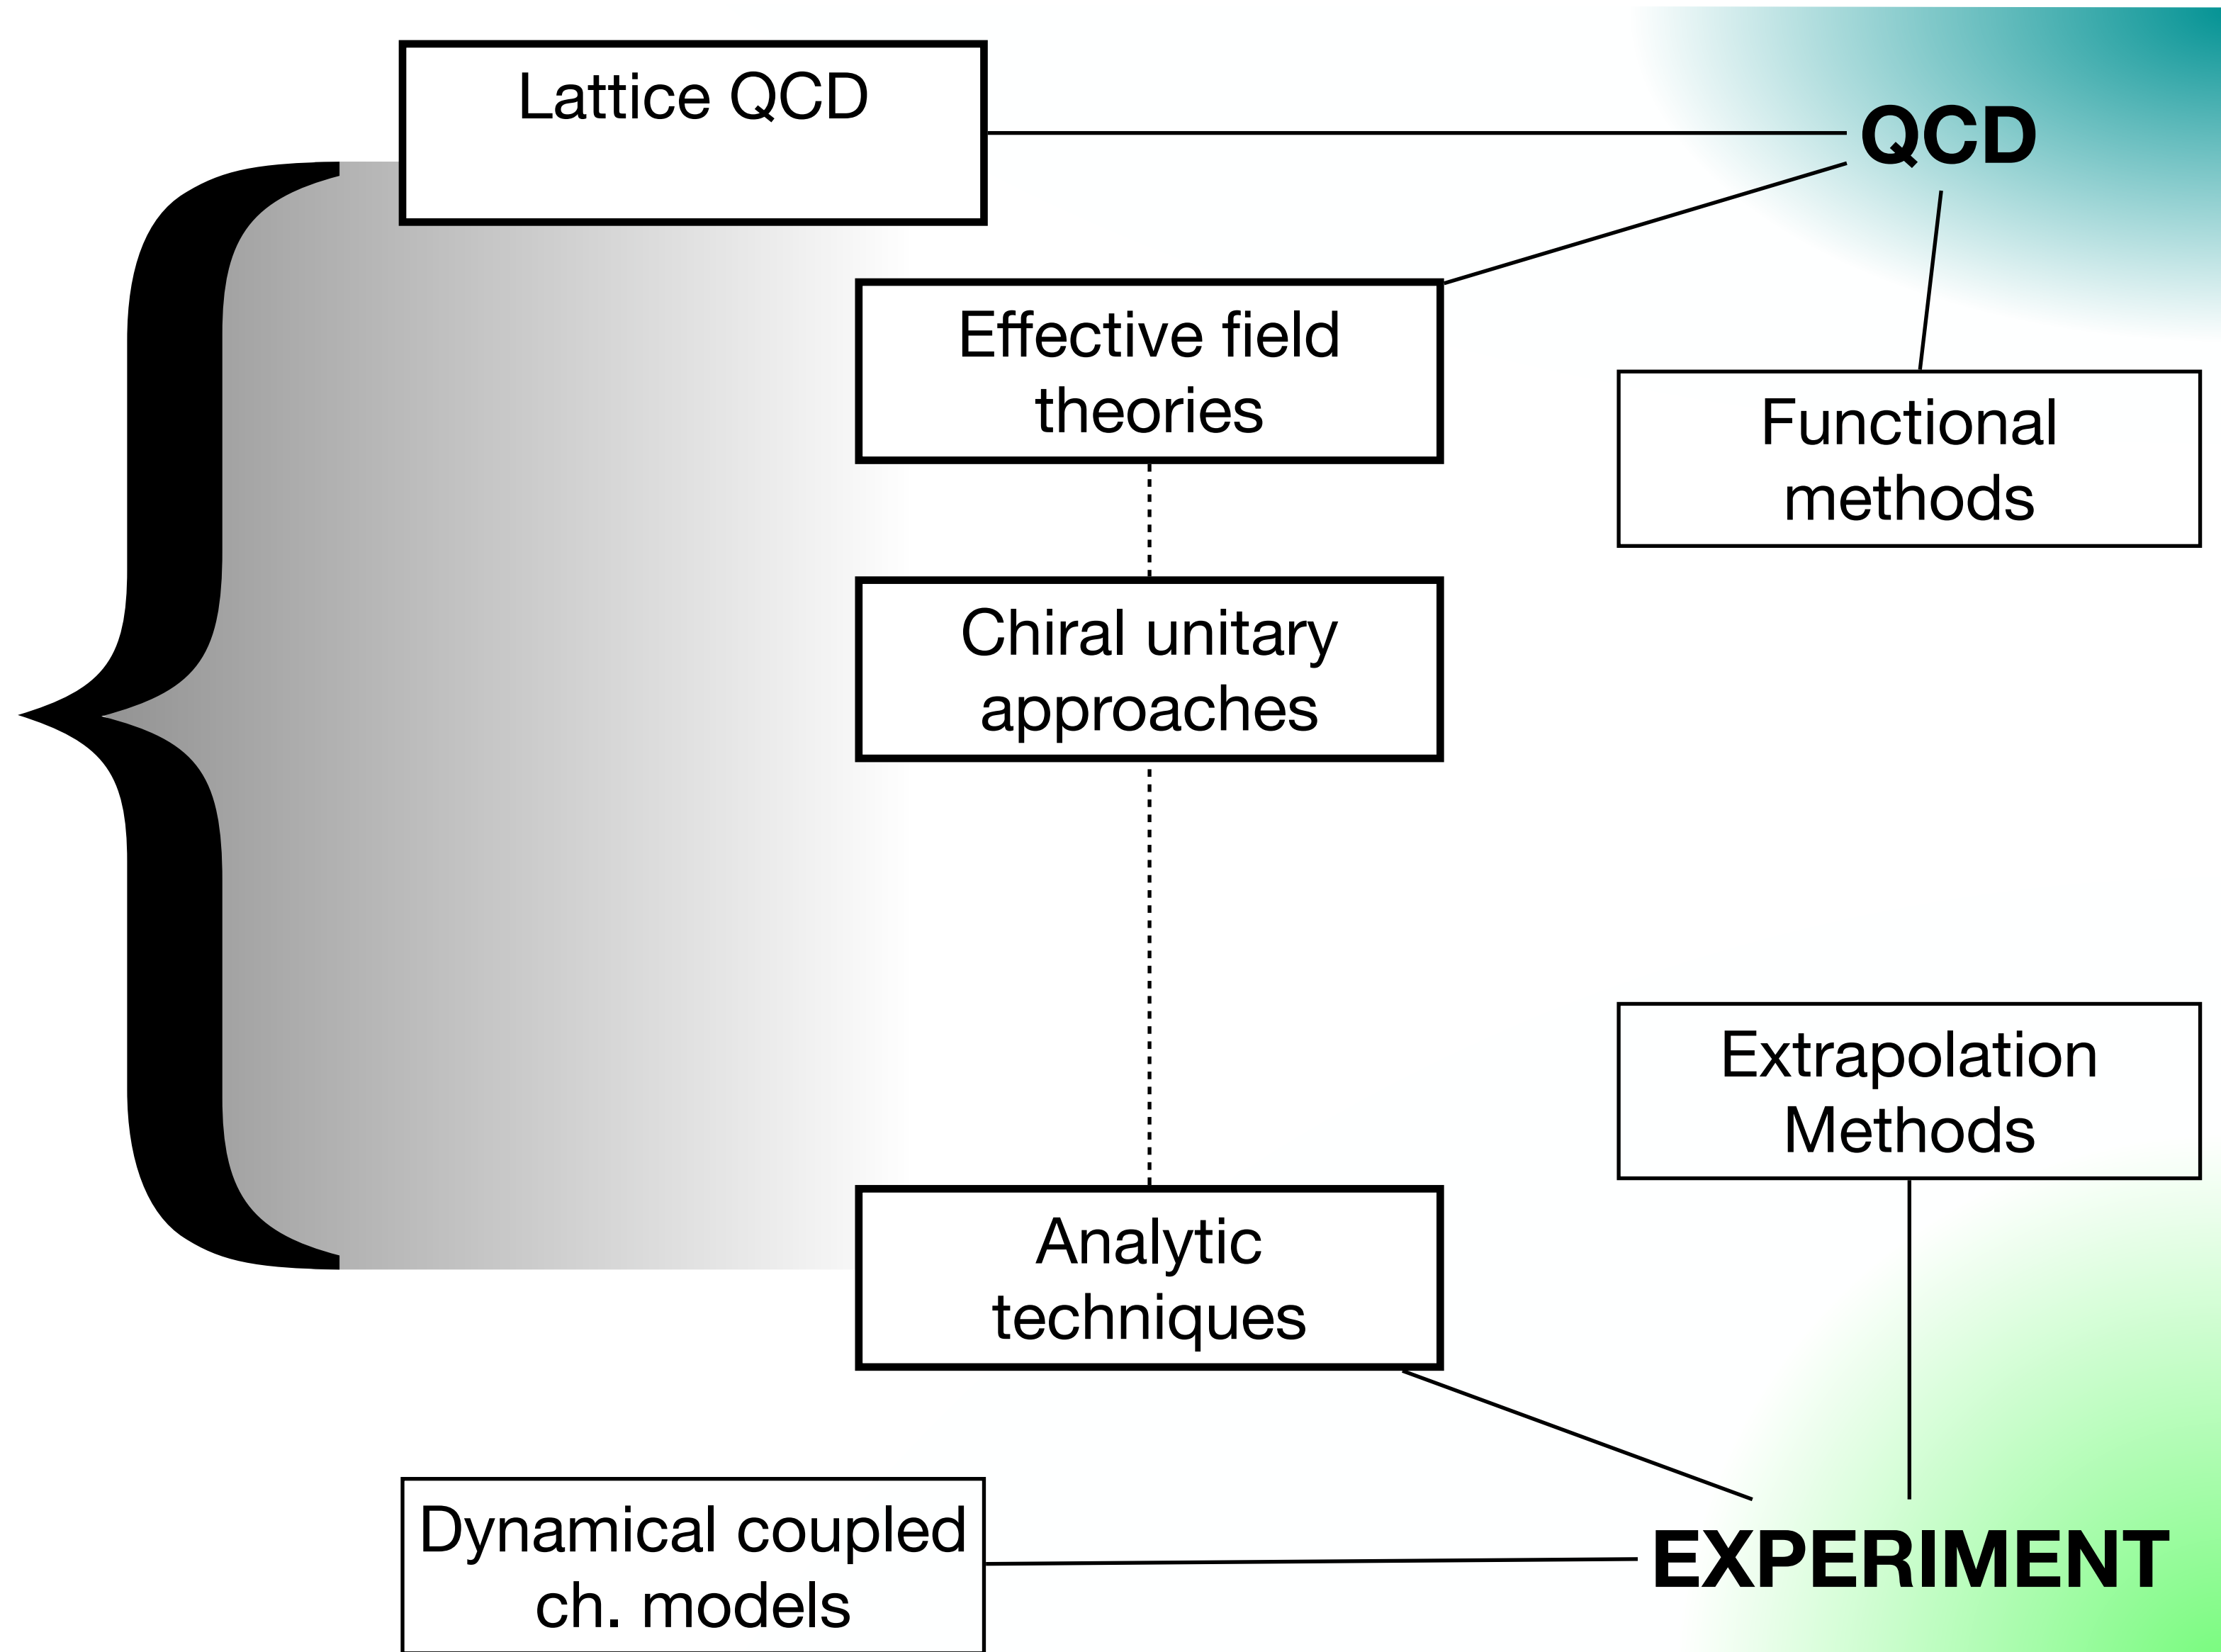 Lattice QCD
QCD
Effective field
theories
Functional
methods
Chiral unitary
approaches
Extrapolation
Methods
Analytic
techniques
Dynamical coupled
ch. models
EXPERIMENT